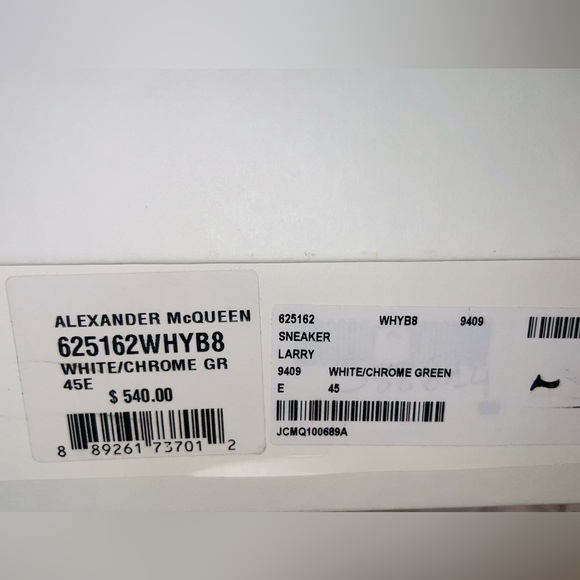 ALEXANDER McQUEEN
625162WHYB8
WHITE/CHROME GR
45E
$ 540.00
8 89261 73701 2
625162 WHYB8 9409
SNEAKER
LARRY
9409 WHITE/CHROME GREEN
E 45
JCMQ100689A